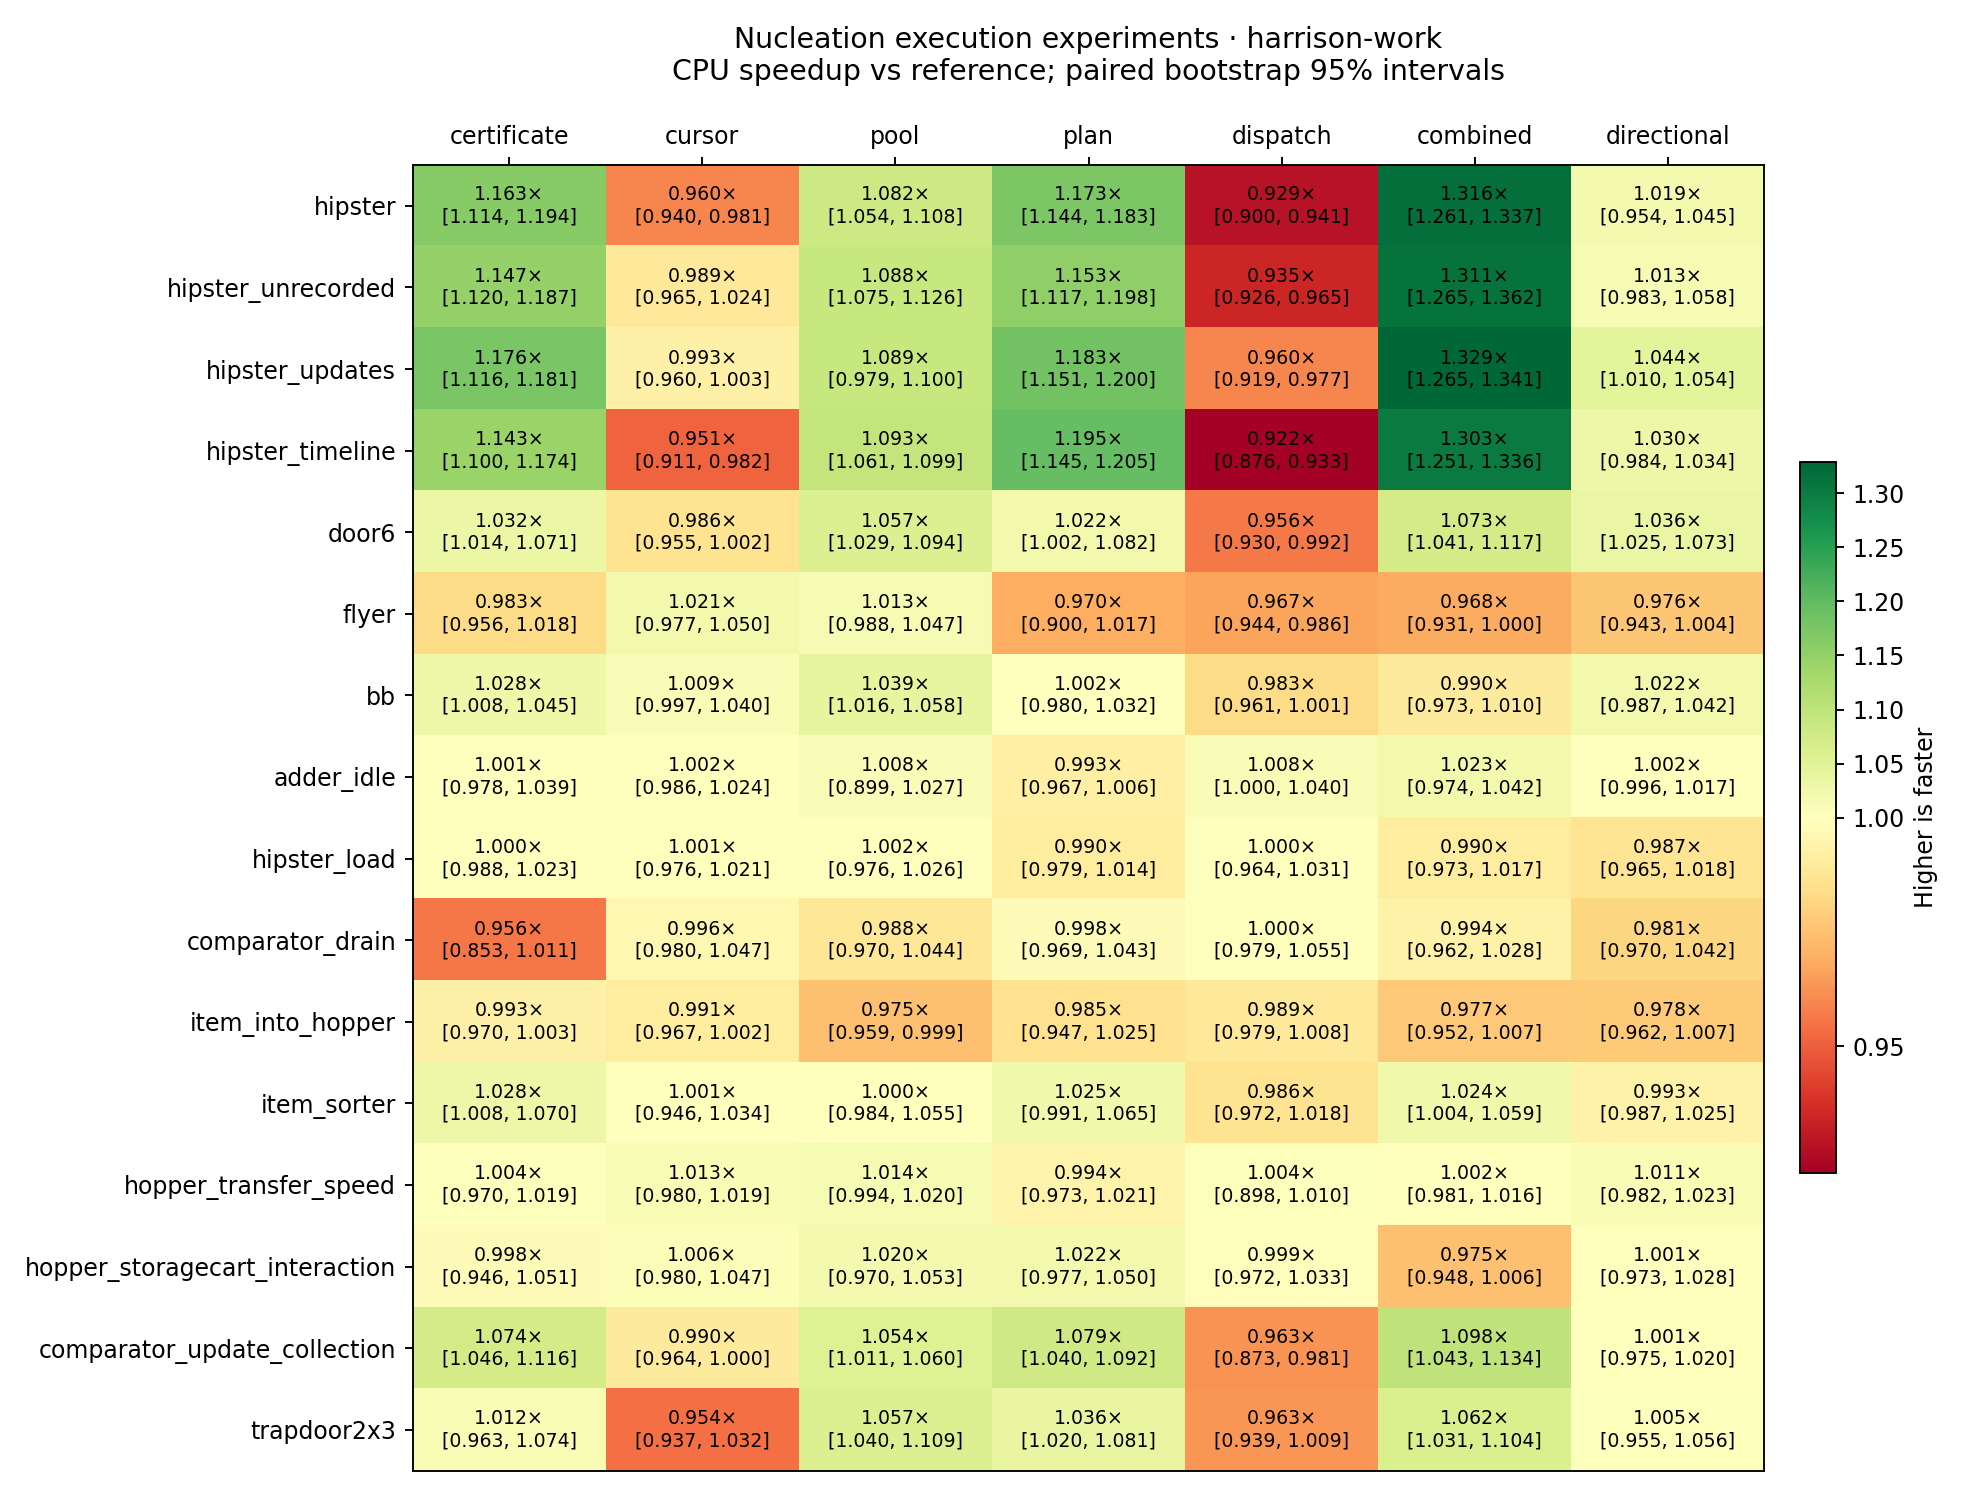 Nucleation execution experiments · harrison-work
CPU speedup vs reference; paired bootstrap 95% intervals
certificate cursor pool plan dispatch combined directional
hipster 1.163× 0.960× 1.082× 1.173× 0.929× 1.316× 1.019×
[1.114, 1.194] [0.940, 0.981] [1.054, 1.108] [1.144, 1.183] [0.900, 0.941] [1.261, 1.337] [0.954, 1.045]
hipster_unrecorded 1.147× 0.989× 1.088× 1.153× 0.935× 1.311× 1.013×
[1.120, 1.187] [0.965, 1.024] [1.075, 1.126] [1.117, 1.198] [0.926, 0.965] [1.265, 1.362] [0.983, 1.058]
hipster_updates 1.176× 0.993× 1.089× 1.183× 0.960× 1.329× 1.044×
[1.116, 1.181] [0.960, 1.003] [0.979, 1.100] [1.151, 1.200] [0.919, 0.977] [1.265, 1.341] [1.010, 1.054]
hipster_timeline 1.143× 0.951× 1.093× 1.195× 0.922× 1.303× 1.030×
[1.100, 1.174] [0.911, 0.982] [1.061, 1.099] [1.145, 1.205] [0.876, 0.933] [1.251, 1.336] [0.984, 1.034]
door6 1.032× 0.986× 1.057× 1.022× 0.956× 1.073× 1.036×
[1.014, 1.071] [0.955, 1.002] [1.029, 1.094] [1.002, 1.082] [0.930, 0.992] [1.041, 1.117] [1.025, 1.073]
flyer 0.983× 1.021× 1.013× 0.970× 0.967× 0.968× 0.976×
[0.956, 1.018] [0.977, 1.050] [0.988, 1.047] [0.900, 1.017] [0.944, 0.986] [0.931, 1.000] [0.943, 1.004]
bb 1.028× 1.009× 1.039× 1.002× 0.983× 0.990× 1.022×
[1.008, 1.045] [0.997, 1.040] [1.016, 1.058] [0.980, 1.032] [0.961, 1.001] [0.973, 1.010] [0.987, 1.042]
adder_idle 1.001× 1.002× 1.008× 0.993× 1.008× 1.023× 1.002×
[0.978, 1.039] [0.986, 1.024] [0.899, 1.027] [0.967, 1.006] [1.000, 1.040] [0.974, 1.042] [0.996, 1.017]
hipster_load 1.000× 1.001× 1.002× 0.990× 1.000× 0.990× 0.987×
[0.988, 1.023] [0.976, 1.021] [0.976, 1.026] [0.979, 1.014] [0.964, 1.031] [0.973, 1.017] [0.965, 1.018]
comparator_drain 0.956× 0.996× 0.988× 0.998× 1.000× 0.994× 0.981×
[0.853, 1.011] [0.980, 1.047] [0.970, 1.044] [0.969, 1.043] [0.979, 1.055] [0.962, 1.028] [0.970, 1.042]
item_into_hopper 0.993× 0.991× 0.975× 0.985× 0.989× 0.977× 0.978×
[0.970, 1.003] [0.967, 1.002] [0.959, 0.999] [0.947, 1.025] [0.979, 1.008] [0.952, 1.007] [0.962, 1.007]
item_sorter 1.028× 1.001× 1.000× 1.025× 0.986× 1.024× 0.993×
[1.008, 1.070] [0.946, 1.034] [0.984, 1.055] [0.991, 1.065] [0.972, 1.018] [1.004, 1.059] [0.987, 1.025]
hopper_transfer_speed 1.004× 1.013× 1.014× 0.994× 1.004× 1.002× 1.011×
[0.970, 1.019] [0.980, 1.019] [0.994, 1.020] [0.973, 1.021] [0.898, 1.010] [0.981, 1.016] [0.982, 1.023]
hopper_storagecart_interaction 0.998× 1.006× 1.020× 1.022× 0.999× 0.975× 1.001×
[0.946, 1.051] [0.980, 1.047] [0.970, 1.053] [0.977, 1.050] [0.972, 1.033] [0.948, 1.006] [0.973, 1.028]
comparator_update_collection 1.074× 0.990× 1.054× 1.079× 0.963× 1.098× 1.001×
[1.046, 1.116] [0.964, 1.000] [1.011, 1.060] [1.040, 1.092] [0.873, 0.981] [1.043, 1.134] [0.975, 1.020]
trapdoor2x3 1.012× 0.954× 1.057× 1.036× 0.963× 1.062× 1.005×
[0.963, 1.074] [0.937, 1.032] [1.040, 1.109] [1.020, 1.081] [0.939, 1.009] [1.031, 1.104] [0.955, 1.056]
1.30
1.25
1.20
1.15
1.10
1.05
1.00
0.95
Higher is faster